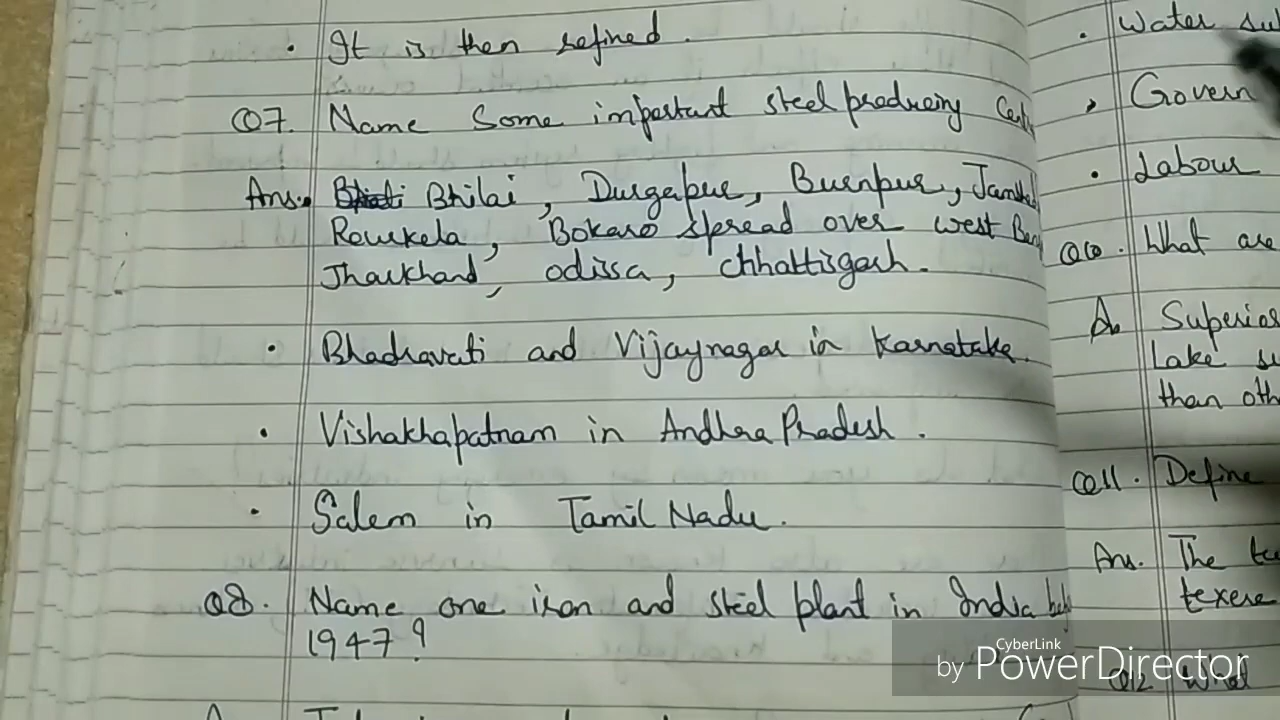 . It is then refined .
Q7. Name Some important steel producing
Ans. Bhilai , Durgapur, Burnpur,
Rourkela , Bokaro spread over west
Jharkhand, odissa, chhattisgarh.
. Bhadravati and Vijaynagar in Karnataka.
. Vishakhapatnam in Andhra Pradesh .
. Salem in Tamil Nadu.
Q8. Name one iron and steel plant in India
1947?
. Water
Govern
. Labour
Q10. What are
Superior
Lake
than
Q11. Define
Ans. The
texere
Q12.
CyberLink
by PowerDirector